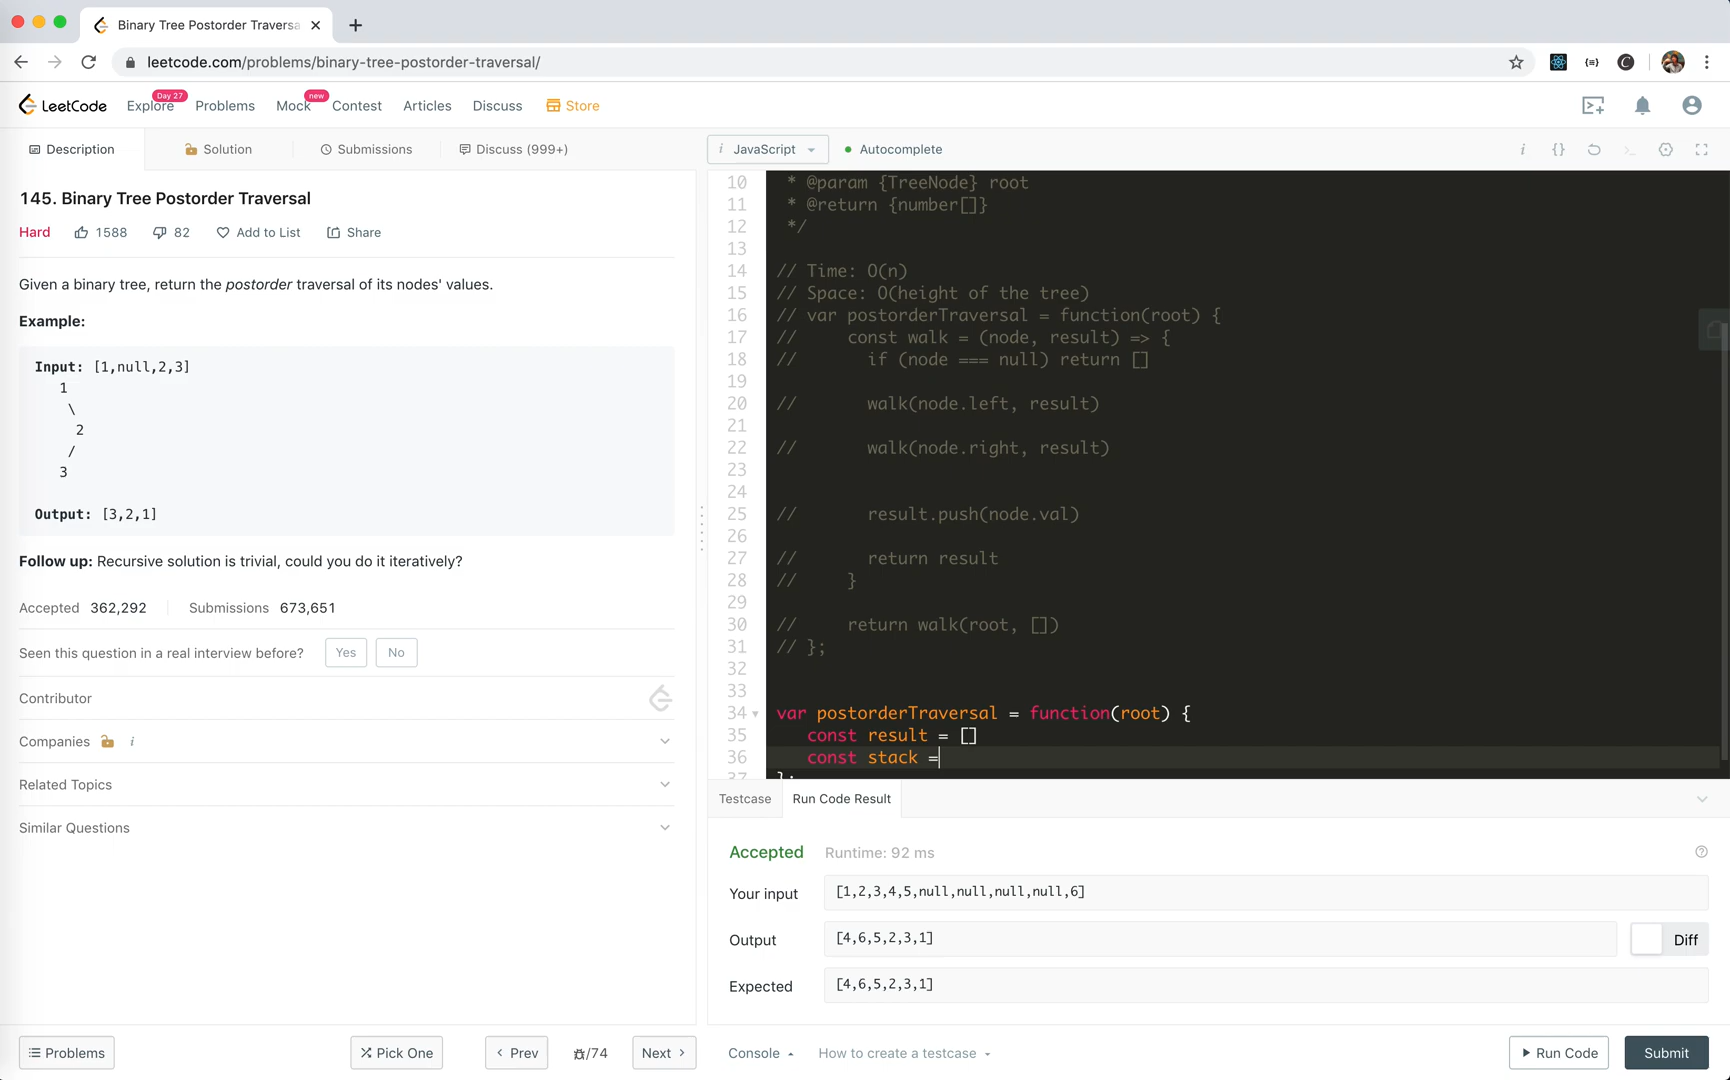 Binary Tree Postorder Traversa
leetcode.com/problems/binary-tree-postorder-traversal/
LeetCode
Explore
Day 27
Problems
Mock
new
Contest
Articles
Discuss
Store
Description
Solution
Submissions
Discuss (999+)
145. Binary Tree Postorder Traversal
Hard
1588
82
Add to List
Share
Given a binary tree, return the postorder traversal of its nodes' values.
Example:
Input: [1,null,2,3]
1
\
2
/
3
Output: [3,2,1]
Follow up: Recursive solution is trivial, could you do it iteratively?
Accepted 362,292
Submissions 673,651
Seen this question in a real interview before?
Yes
No
Contributor
Companies
i
Related Topics
Similar Questions
Problems
Pick One
Prev
/74
Next
i JavaScript
Autocomplete
i
{}
10 * @param {TreeNode} root
11 * @return {number[]}
12 */
13
14 // Time: O(n)
15 // Space: O(height of the tree)
16 // var postorderTraversal = function(root) {
17 // const walk = (node, result) => {
18 // if (node === null) return []
19
20 // walk(node.left, result)
21
22 // walk(node.right, result)
23
24
25 // result.push(node.val)
26
27 // return result
28 // }
29
30 // return walk(root, [])
31 // };
32
33
34 var postorderTraversal = function(root) {
35 const result = []
36 const stack =
37 };
Testcase
Run Code Result
Accepted
Runtime: 92 ms
Your input
[1,2,3,4,5,null,null,null,null,6]
Output
[4,6,5,2,3,1]
Diff
Expected
[4,6,5,2,3,1]
Console
How to create a testcase
Run Code
Submit